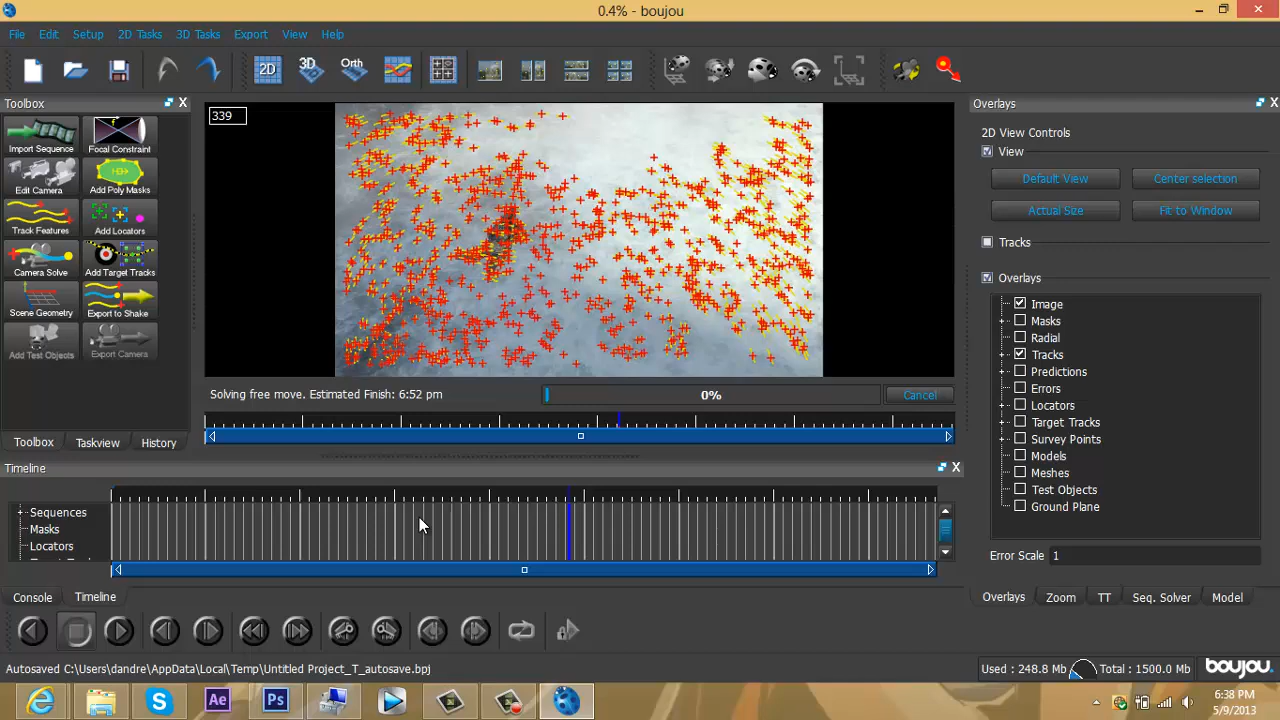 0.4% - boujou
File Edit Setup 2D Tasks 3D Tasks Export View Help
2D 3D Orth
Toolbox
Import Sequence Focal Constraint
Edit Camera Add Poly Masks
Track Features Add Locators
Camera Solve Add Target Tracks
Scene Geometry Export to Shake
Add Test Objects Export Camera
Toolbox Taskview History
339
Solving free move. Estimated Finish: 6:52 pm 0% Cancel
Overlays
2D View Controls
View
Default View Center selection
Actual Size Fit to Window
Tracks
Overlays
Image
Masks
Radial
Tracks
Predictions
Errors
Locators
Target Tracks
Survey Points
Models
Meshes
Test Objects
Ground Plane
Error Scale 1
Overlays Zoom TT Seq. Solver Model
Timeline
Sequences
Masks
Locators
Console Timeline
Autosaved C:\Users\dandre\AppData\Local\Temp\Untitled Project_T_autosave.bpj
Used : 248.8 Mb Total : 1500.0 Mb boujou
Ae Ps
6:38 PM
5/9/2013